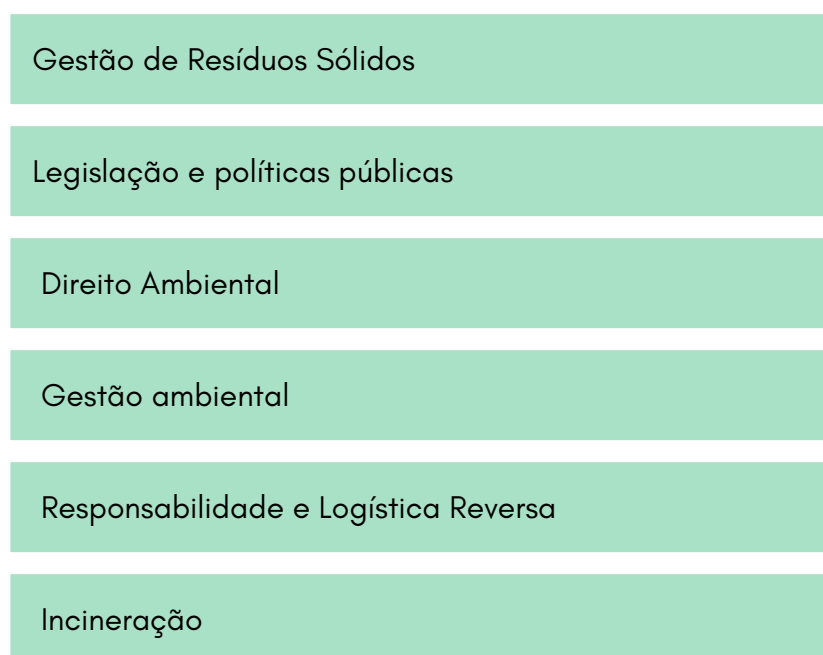 Gestão de Resíduos Sólidos
Legislação e políticas públicas
Direito Ambiental
Gestão ambiental
Responsabilidade e Logística Reversa
Incineração